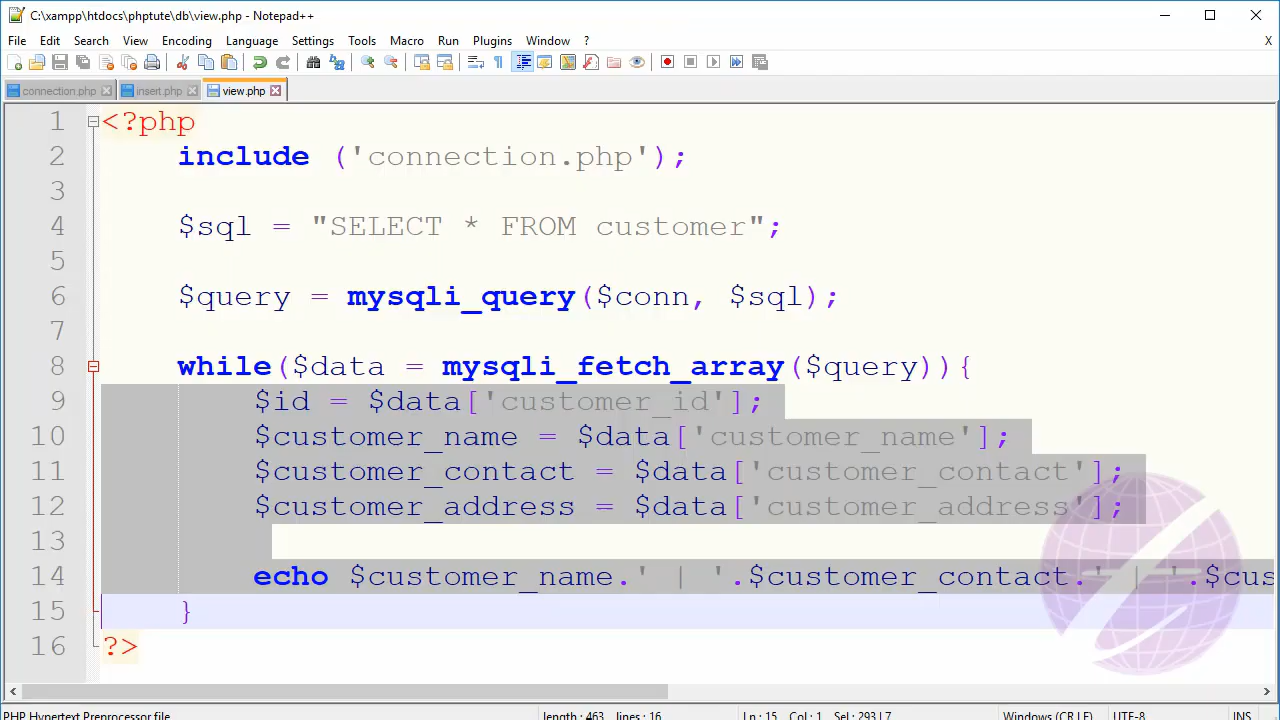 C:\xampp\htdocs\phptute\db\view.php - Notepad++
File Edit Search View Encoding Language Settings Tools Macro Run Plugins Window ? X
connection.php insert.php view.php
1 <?php
2 include ('connection.php');
3
4 $sql = "SELECT * FROM customer";
5
6 $query = mysqli_query($conn, $sql);
7
8 while($data = mysqli_fetch_array($query)){
9 $id = $data['customer_id'];
10 $customer_name = $data['customer_name'];
11 $customer_contact = $data['customer_contact'];
12 $customer_address = $data['customer_address'];
13
14 echo $customer_name.' | '.$customer_contact.' | '.$cus
15 }
16 ?>
PHP Hypertext Preprocessor file length : 463 lines : 16 Ln : 15 Col : 1 Sel : 293 | 7 Windows (CR LF) UTF-8 INS